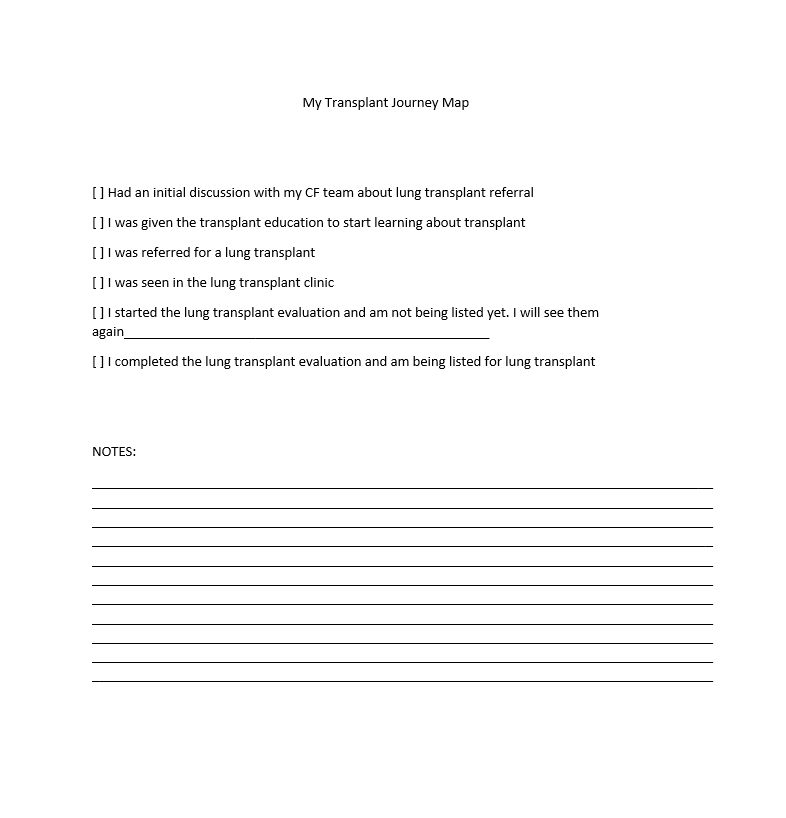 My Transplant Journey Map
[ ] Had an initial discussion with my CF team about lung transplant referral
[ ] I was given the transplant education to start learning about transplant
[ ] I was referred for a lung transplant
[ ] I was seen in the lung transplant clinic
[ ] I started the lung transplant evaluation and am not being listed yet. I will see them
again____________________________________________________
[ ] I completed the lung transplant evaluation and am being listed for lung transplant
NOTES: